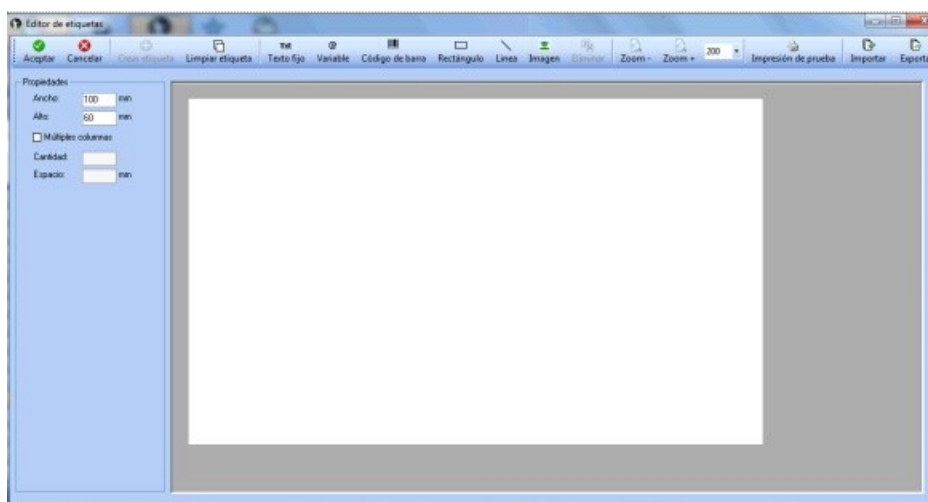 Editor de etiquetas
Aceptar Cancelar Crear etiqueta Limpiar etiqueta Texto fijo Variable Código de barra Rectángulo Linea Imagen Eliminar Zoom - Zoom + 200 Impresión de prueba Importar Exporta
Propiedades
Ancho: 100 mm
Alto: 60 mm
Múltiples columnas
Cantidad:
Espacio: mm